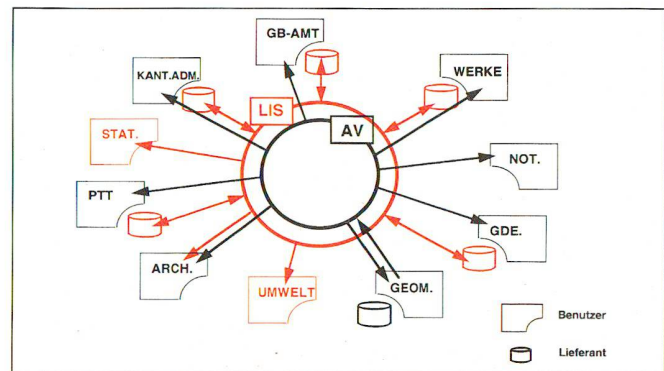 GB-AMT
KANT.ADM.
WERKE
LIS
AV
STAT.
NOT.
PTT
GDE.
ARCH.
UMWELT
GEOM.
Benutzer
Lieferant